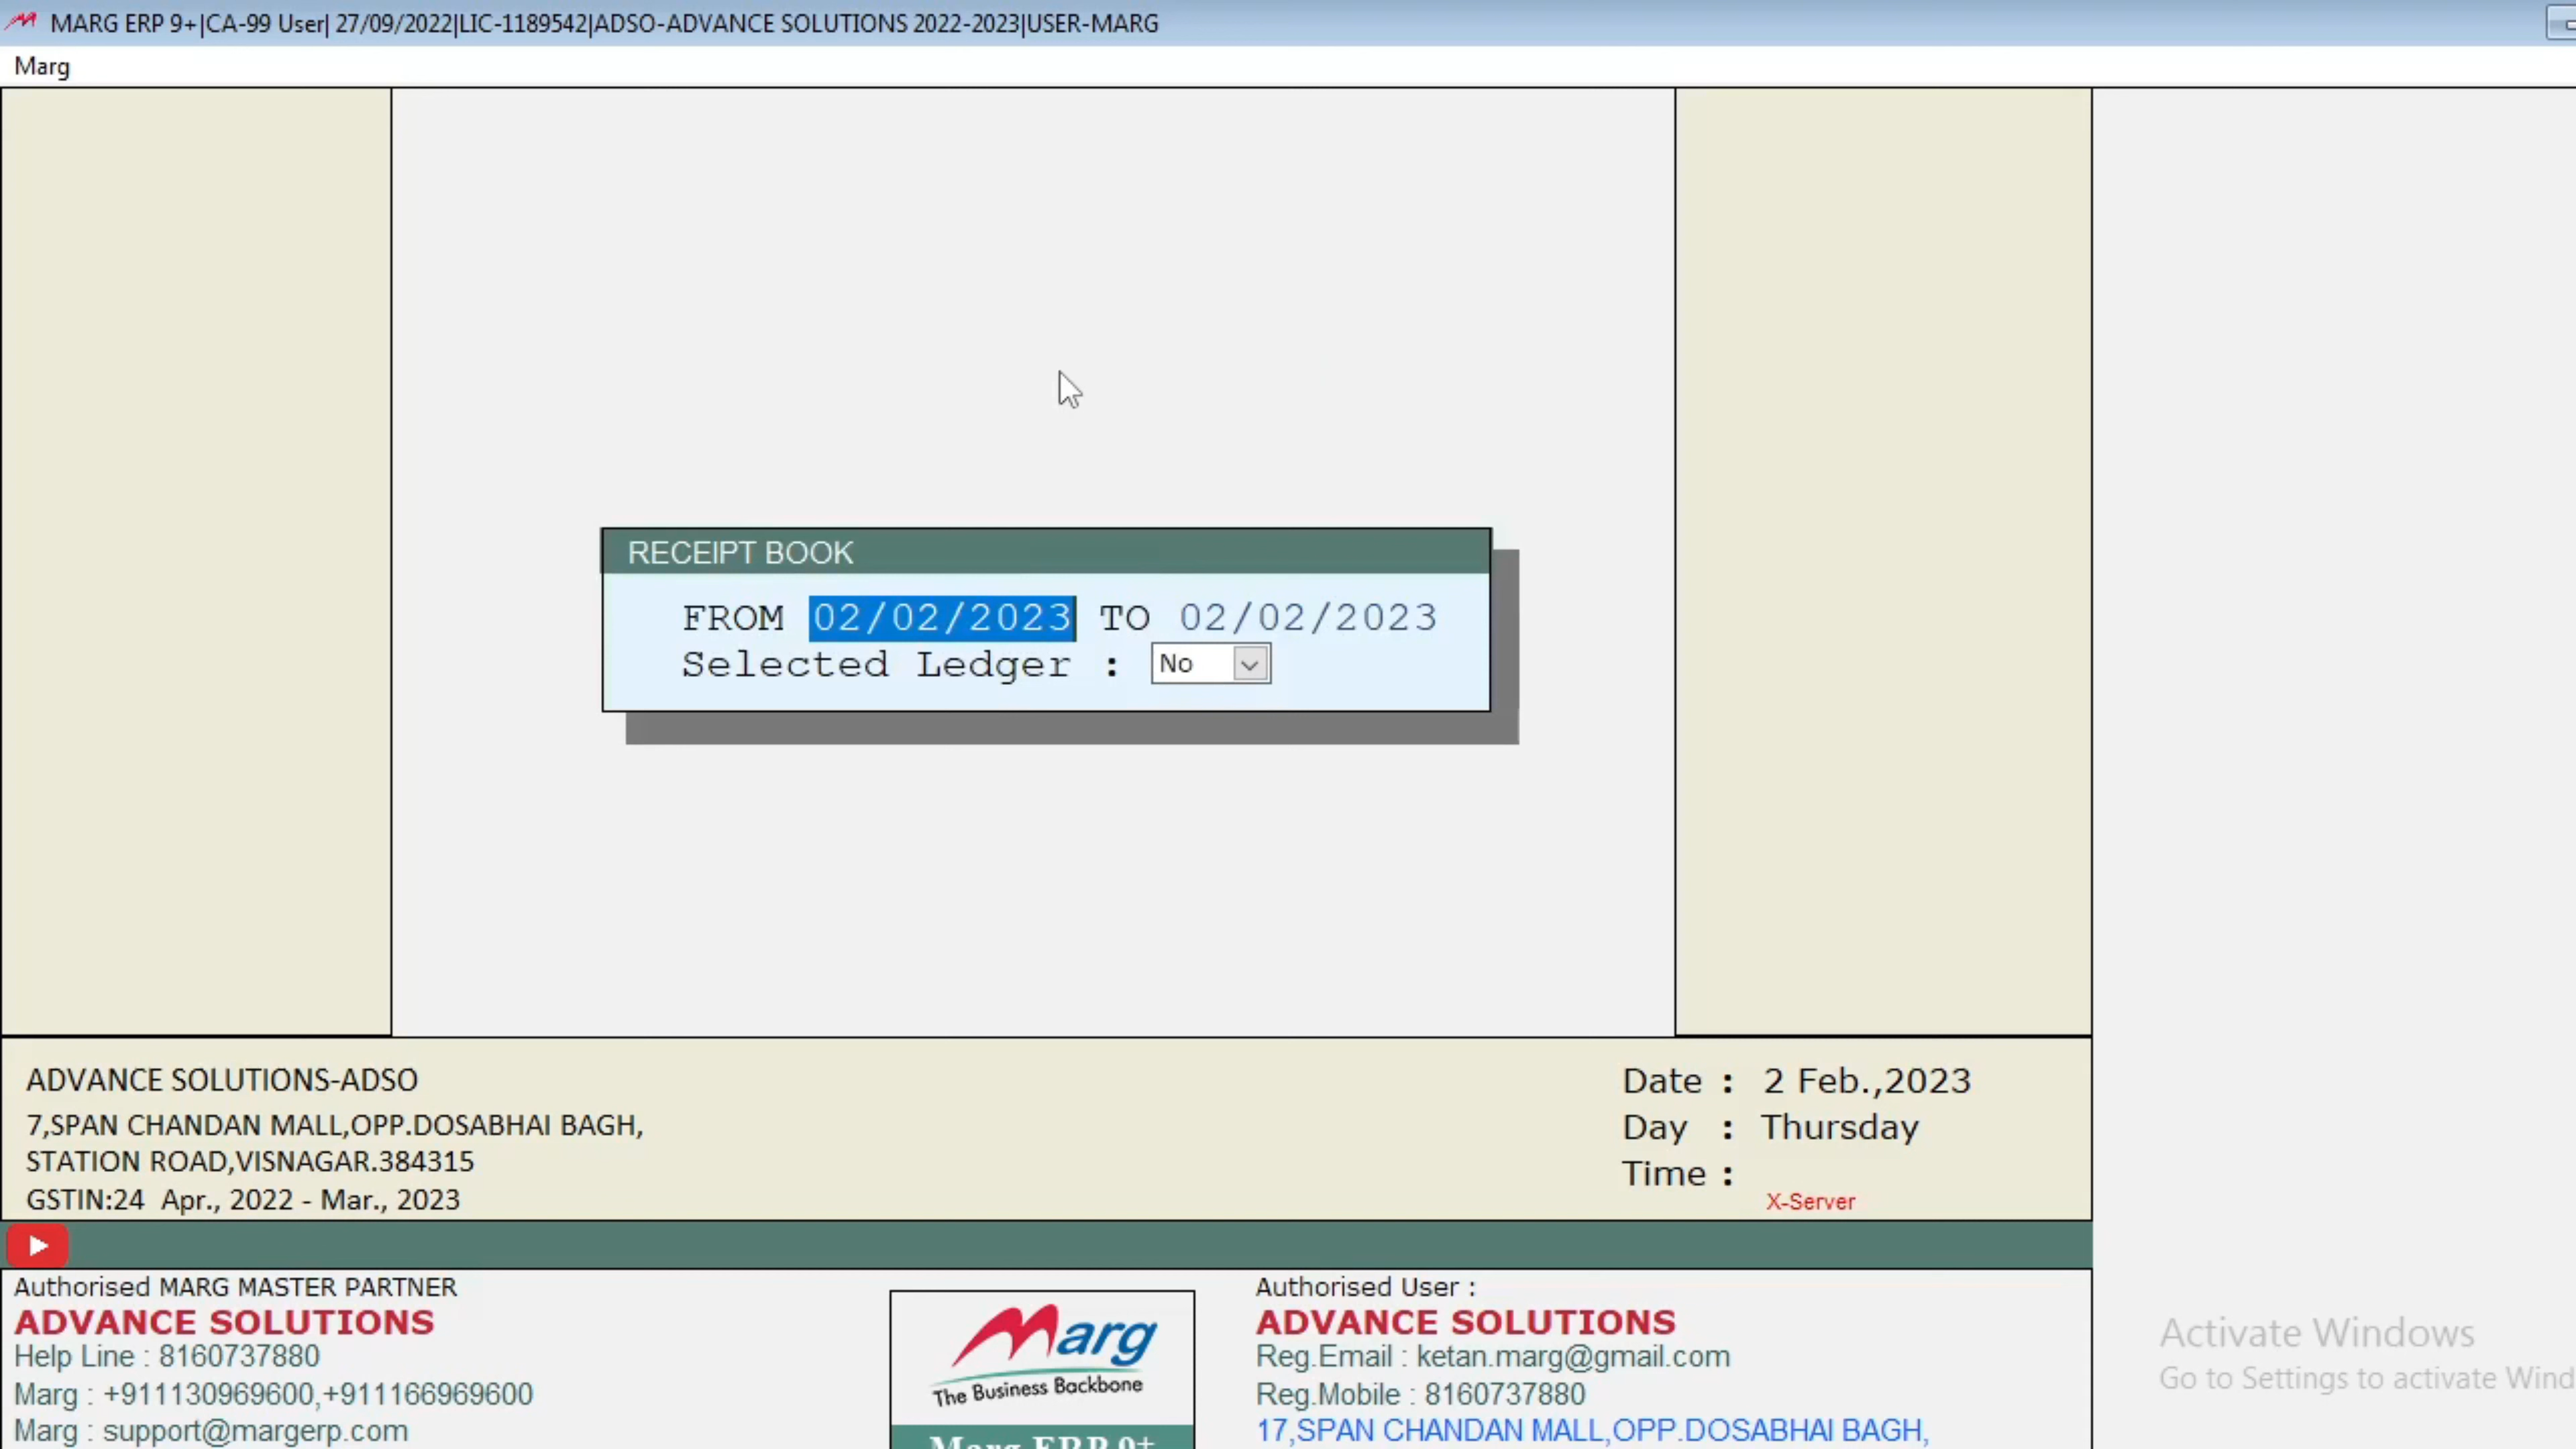 MARG ERP 9+|CA-99 User| 27/09/2022|LIC-1189542|ADSO-ADVANCE SOLUTIONS 2022-2023|USER-MARG
Marg
RECEIPT BOOK
FROM 02/02/2023 TO 02/02/2023
Selected Ledger : No
ADVANCE SOLUTIONS-ADSO
7,SPAN CHANDAN MALL,OPP.DOSABHAI BAGH,
STATION ROAD,VISNAGAR.384315
GSTIN:24 Apr., 2022 - Mar., 2023
Date : 2 Feb.,2023
Day : Thursday
Time :
X-Server
Authorised MARG MASTER PARTNER
ADVANCE SOLUTIONS
Help Line : 8160737880
Marg : +911130969600,+911166969600
Marg : support@margerp.com
Marg
The Business Backbone
Marg ERP 9+
Authorised User :
ADVANCE SOLUTIONS
Reg.Email : ketan.marg@gmail.com
Reg.Mobile : 8160737880
17,SPAN CHANDAN MALL,OPP.DOSABHAI BAGH,
Activate Windows
Go to Settings to activate Wind